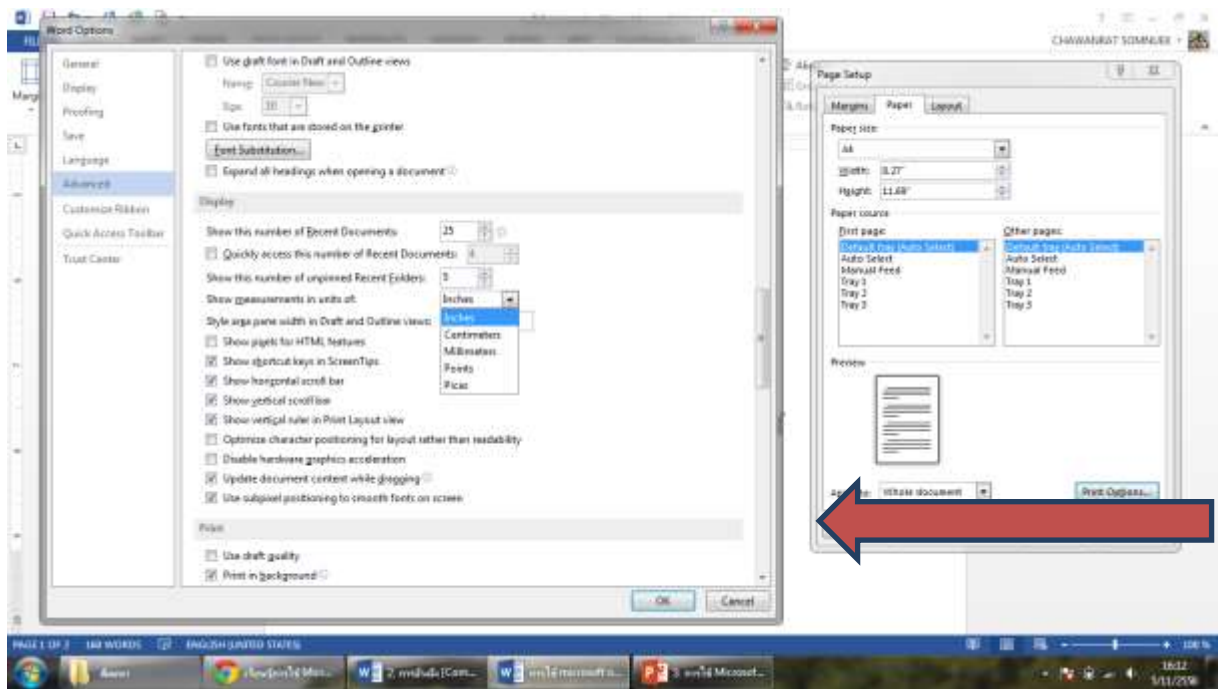 Word Options
CHAWANRAT SOMNUEK
General
Display
Proofing
Save
Language
Advanced
Customize Ribbon
Quick Access Toolbar
Trust Center
Use draft font in Draft and Outline views
Name: Courier New
Size: 10
Use fonts that are stored on the printer
Font Substitution...
Expand all headings when opening a document
Display
Show this number of Recent Documents: 25
Quickly access this number of Recent Documents: 4
Show this number of unpinned Recent Folders: 5
Show measurements in units of: Inches
Inches
Centimeters
Millimeters
Points
Picas
Style area pane width in Draft and Outline views:
Show pixels for HTML features
Show shortcut keys in ScreenTips
Show horizontal scroll bar
Show vertical scroll bar
Show vertical ruler in Print Layout view
Optimize character positioning for layout rather than readability
Disable hardware graphics acceleration
Update document content while dragging
Use subpixel positioning to smooth fonts on screen
Print
Use draft quality
Print in background
OK Cancel
Page Setup
Margins Paper Layout
Paper size:
A4
Width: 8.27"
Height: 11.69"
Paper source
First page: Other pages:
Default tray (Auto Select) Default tray (Auto Select)
Auto Select Auto Select
Manual Feed Manual Feed
Tray 1 Tray 1
Tray 2 Tray 2
Tray 3 Tray 3
Preview
Whole document Print Options...
PAGE 1 OF 2 160 WORDS ENGLISH (UNITED STATES) 100%
16:12
5/11/2556